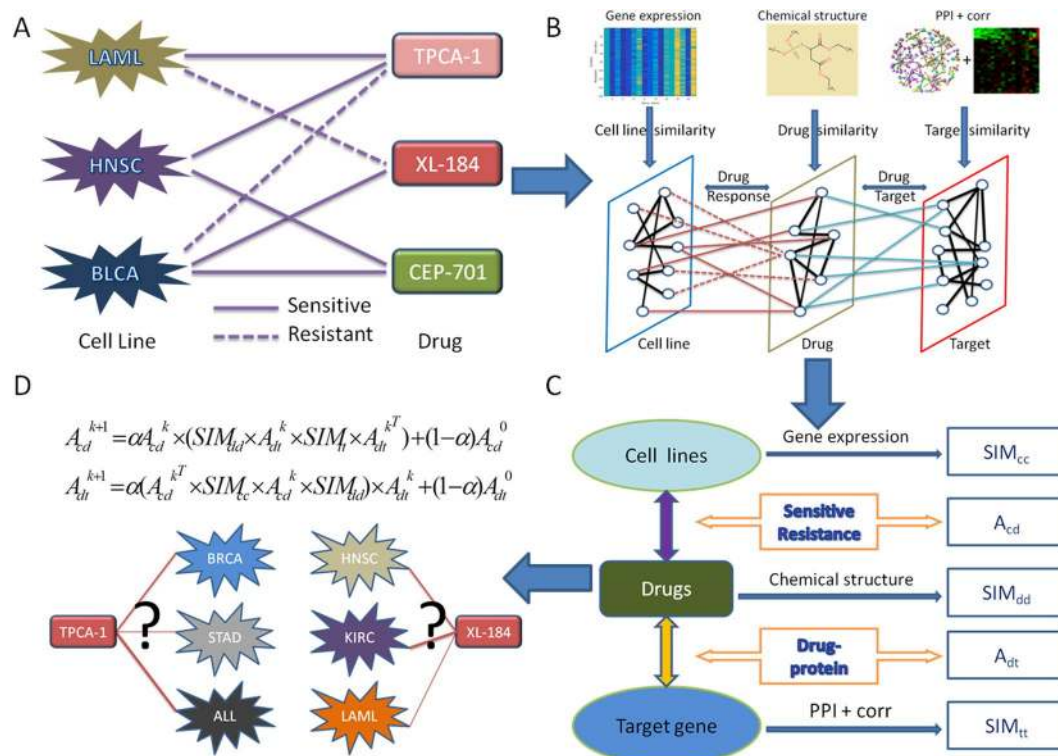 A
LAML
HNSC
BLCA
Cell Line
TPCA-1
XL-184
CEP-701
Drug
Sensitive
Resistant
B
Gene expression
Chemical structure
PPI + corr
+
Cell line similarity
Drug similarity
Target similarity
Drug
Response
Drug
Target
Cell line
Drug
Target
D
A_cd^{k+1} = αA_cd^k × (SIM_dd × A_dt^k × SIM_tt × A_dt^{k^T}) + (1−α)A_cd^0
A_dt^{k+1} = α(A_cd^{k^T} × SIM_cc × A_cd^k × SIM_dd) × A_dt^k + (1−α)A_dt^0
TPCA-1
?
BRCA
STAD
ALL
HNSC
KIRC
LAML
?
XL-184
C
Cell lines
Gene expression
SIM_cc
Sensitive
Resistance
A_cd
Drugs
Chemical structure
SIM_dd
Drug-
protein
A_dt
Target gene
PPI + corr
SIM_tt